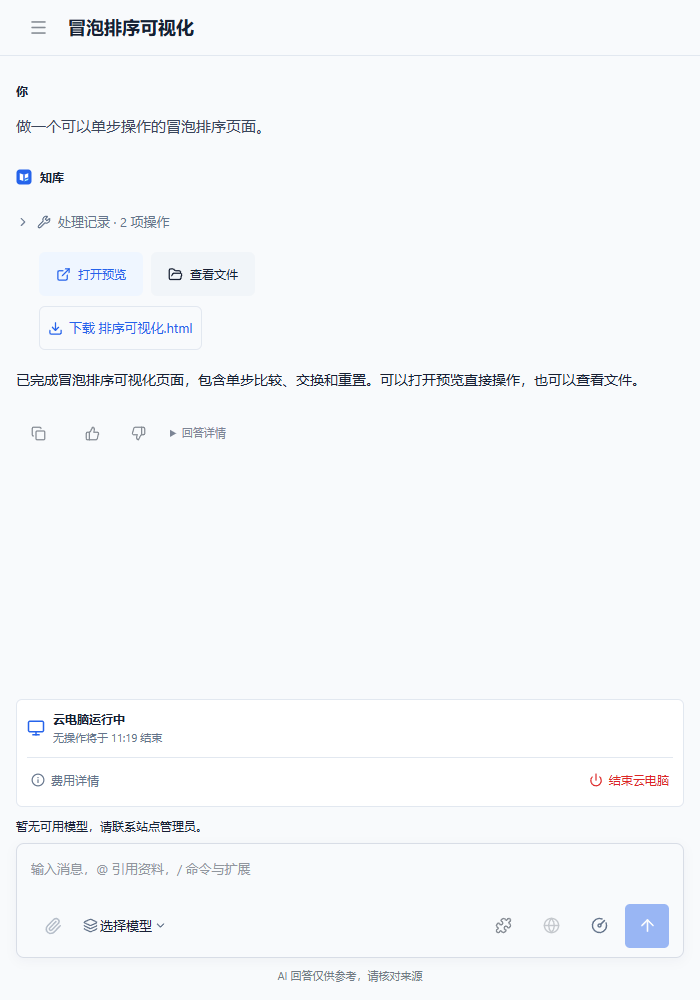 冒泡排序可视化
你
做一个可以单步操作的冒泡排序页面。
知库
处理记录 · 2 项操作
打开预览
查看文件
下载 排序可视化.html
已完成冒泡排序可视化页面，包含单步比较、交换和重置。可以打开预览直接操作，也可以查看文件。
回答详情
云电脑运行中
无操作将于 11:19 结束
费用详情
结束云电脑
暂无可用模型，请联系站点管理员。
输入消息，@ 引用资料，/ 命令与扩展
选择模型
AI 回答仅供参考，请核对来源